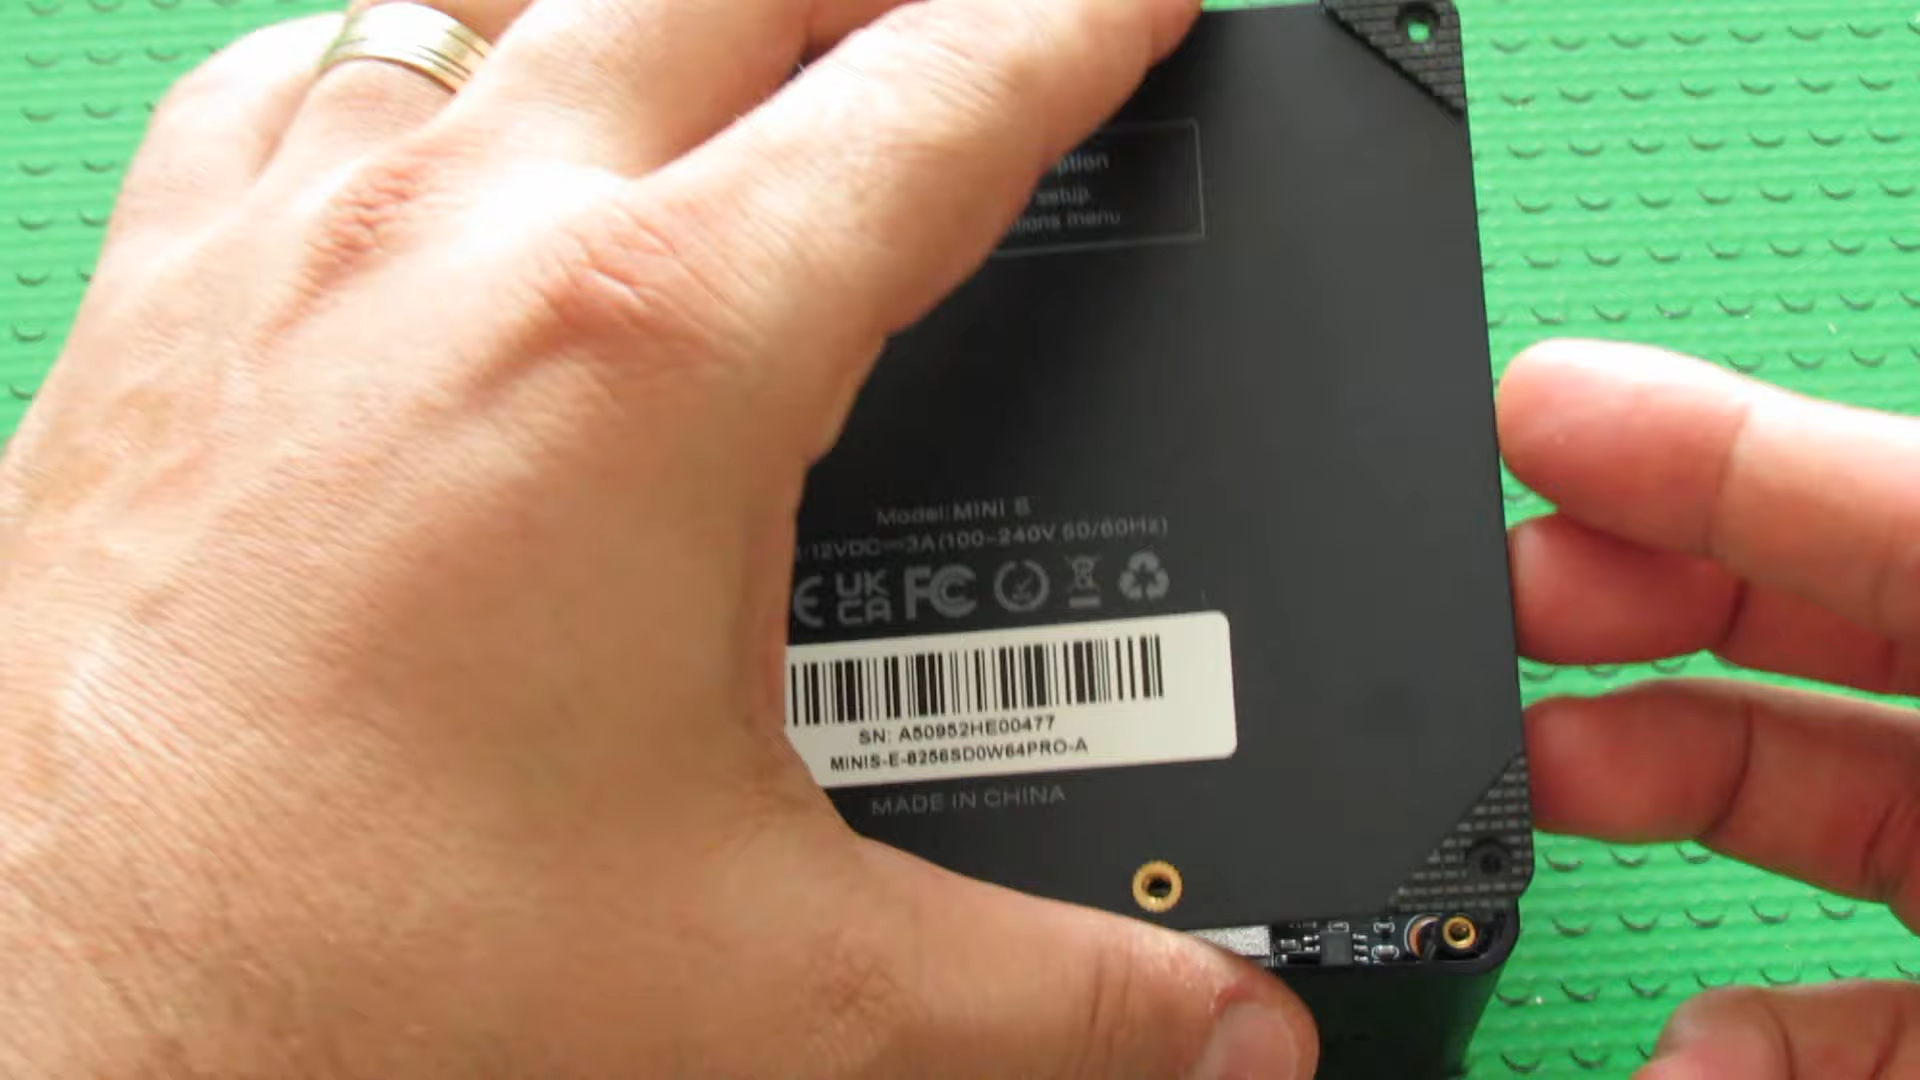 ption
setup.
tions menu
Model:MINI S
12VDC⎓3A(100-240V 50/60Hz)
CE UK CA FC
SN: A50952HE00477
MINIS-E-8256SD0W64PRO-A
MADE IN CHINA